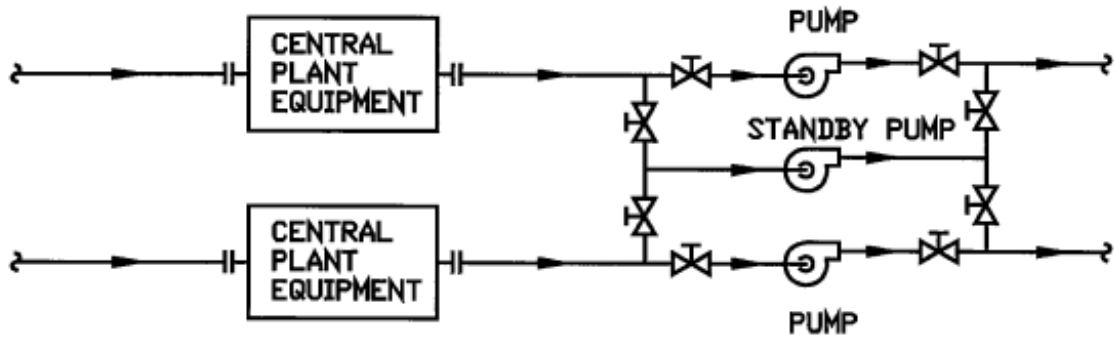 PUMP
CENTRAL
PLANT
EQUIPMENT
STANDBY PUMP
CENTRAL
PLANT
EQUIPMENT
PUMP